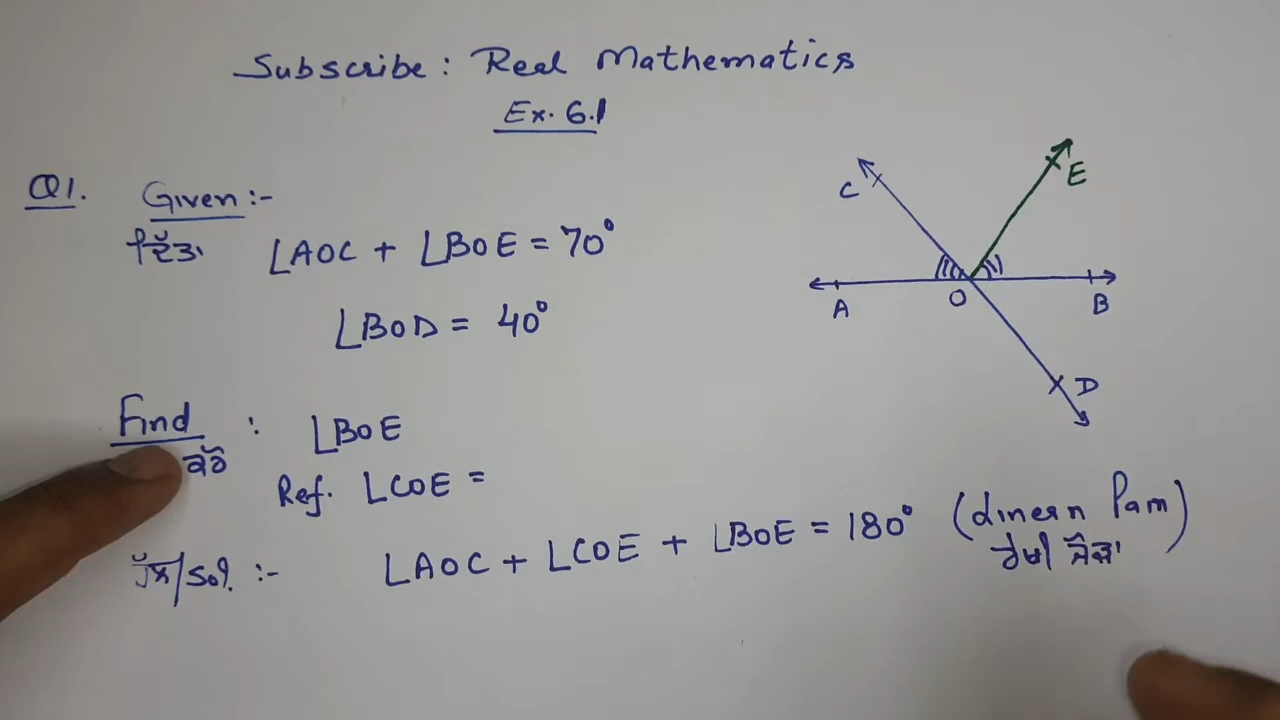 Subscribe: Real Mathematics
Ex. 6.1
Q1. Given:-
ਦਿੱਤਾ ∠AOC + ∠BOE = 70°
∠BOD = 40°
Find : ∠BOE
Ref. ∠COE =
ਹੱਲ/Sol. :- ∠AOC + ∠COE + ∠BOE = 180° (Linear Pair)
ਰੇਖੀ ਜੋੜਾ
C
E
A
O
B
D